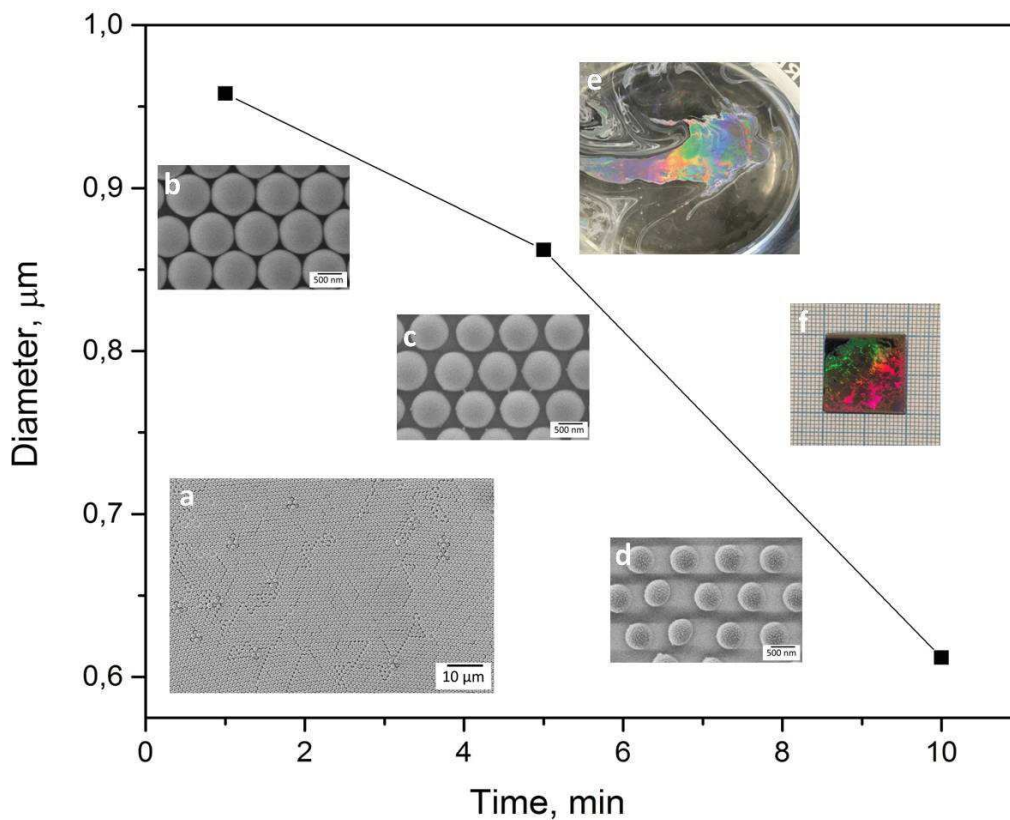 1,0
0,9
0,8
0,7
0,6
Diameter, μm
0 2 4 6 8 10
Time, min
e
b
500 nm
c
500 nm
f
a
10 μm
d
500 nm